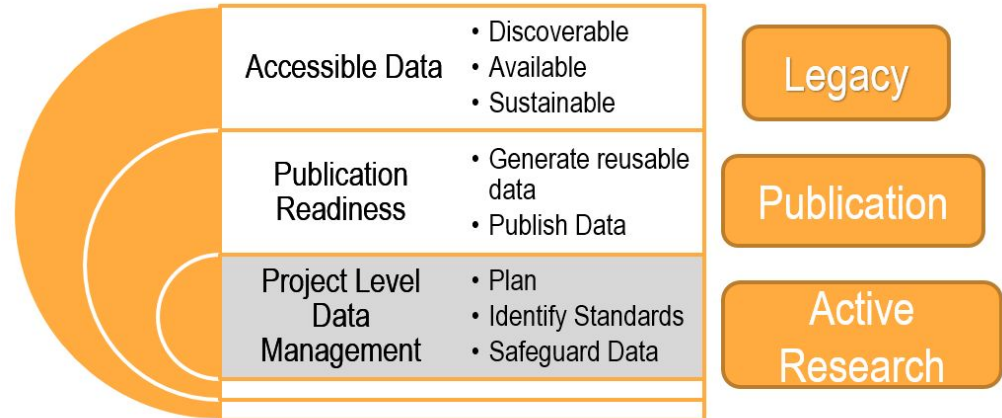 Accessible Data
• Discoverable
• Available
• Sustainable
Legacy
Publication
Readiness
• Generate reusable
data
• Publish Data
Publication
Project Level
Data
Management
• Plan
• Identify Standards
• Safeguard Data
Active
Research